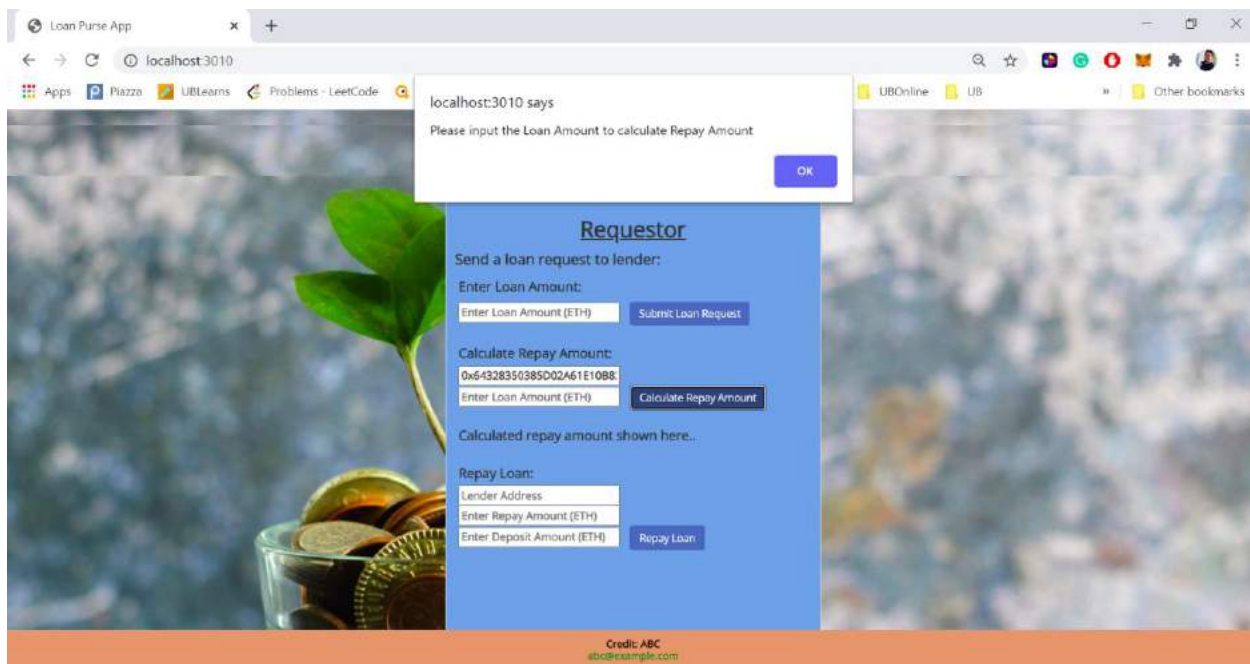 Loan Purse App
localhost:3010
Apps Piazza UBLearns Problems - LeetCode UBOnline UB » Other bookmarks
localhost:3010 says
Please input the Loan Amount to calculate Repay Amount
OK
Requestor
Send a loan request to lender:
Enter Loan Amount:
Enter Loan Amount (ETH) Submit Loan Request
Calculate Repay Amount:
0x64328350385D02A61E10B8
Enter Loan Amount (ETH) Calculate Repay Amount
Calculated repay amount shown here..
Repay Loan:
Lender Address
Enter Repay Amount (ETH)
Enter Deposit Amount (ETH) Repay Loan
Credit: ABC
abc@example.com